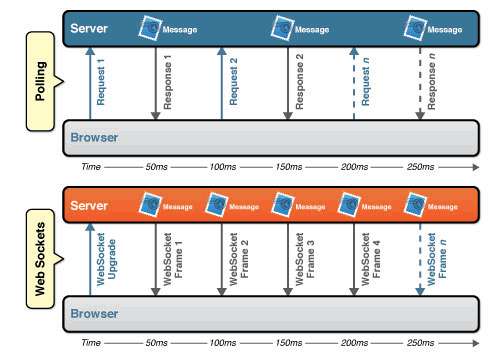 Server
Message
Message
Message
Polling
Request 1
Response 1
Request 2
Response 2
Request n
Response n
Browser
Time 50ms 100ms 150ms 200ms 250ms
Server
Message
Message
Message
Message
Message
Web Sockets
WebSocket
Upgrade
WebSocket
Frame 1
WebSocket
Frame 2
WebSocket
Frame 3
WebSocket
Frame 4
WebSocket
Frame n
Browser
Time 50ms 100ms 150ms 200ms 250ms